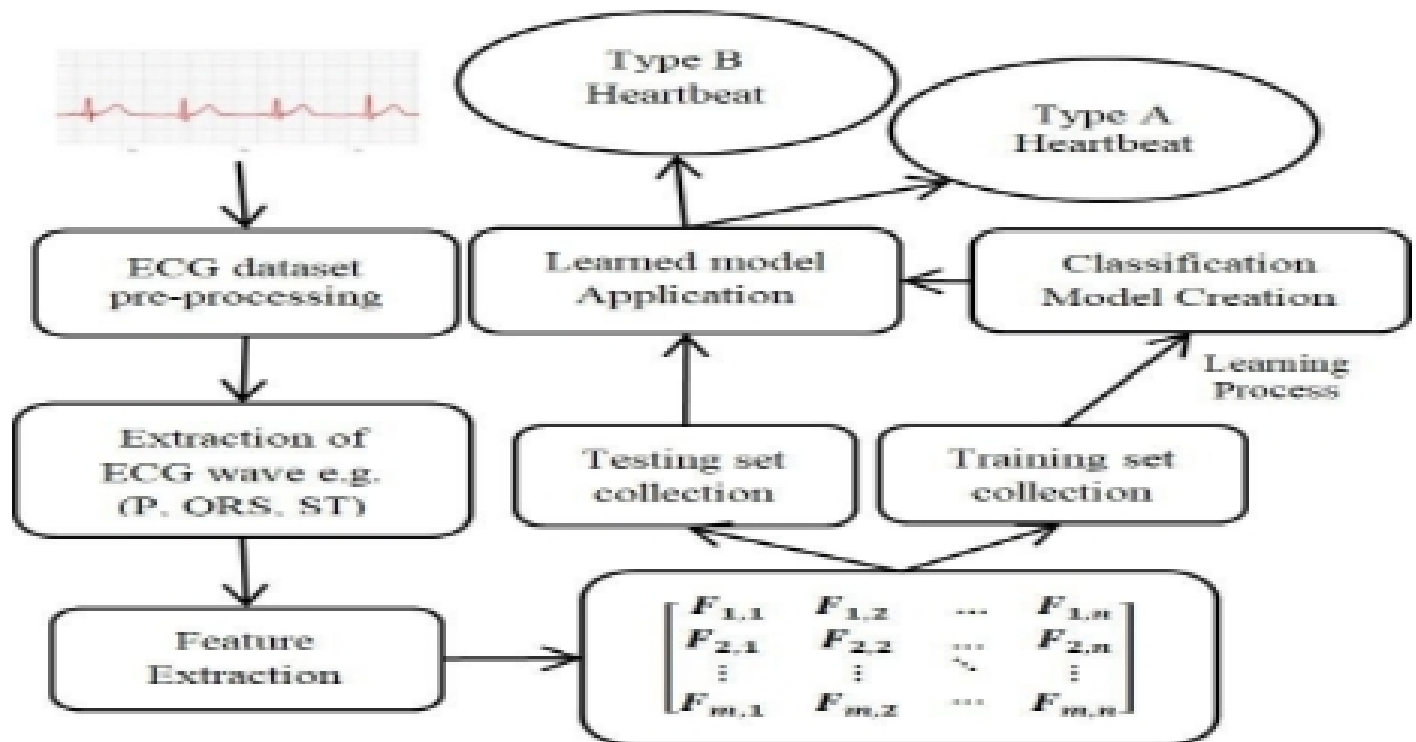 Type B
Heartbeat
Type A
Heartbeat
ECG dataset
pre-processing
Learned model
Application
Classification
Model Creation
Learning
Process
Extraction of
ECG wave e.g.
(P. QRS. ST)
Testing set
collection
Training set
collection
Feature
Extraction
F1,1 F1,2 ... F1,n
F2,1 F2,2 ... F2,n
⋮ ⋮ ⋱ ⋮
Fm,1 Fm,2 ... Fm,n